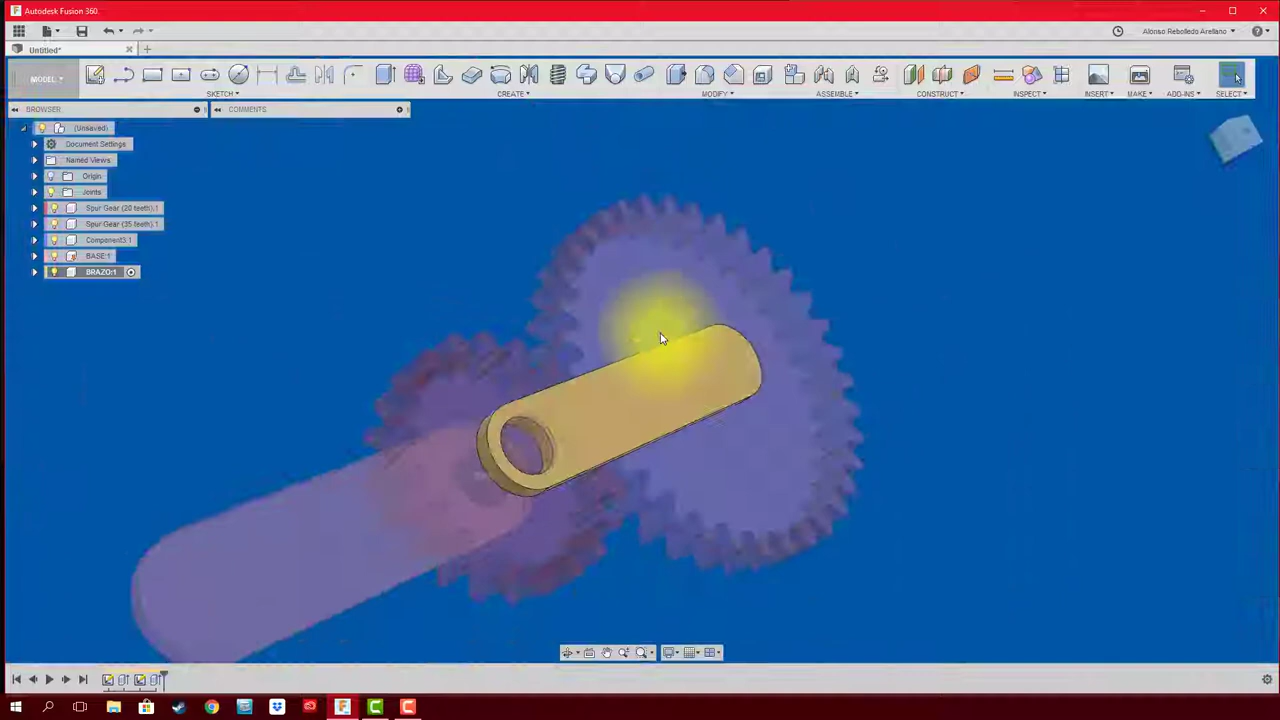 Autodesk Fusion 360
Untitled*
Alonso Rebolledo Arellano
MODEL
SKETCH
CREATE
MODIFY
ASSEMBLE
CONSTRUCT
INSPECT
INSERT
MAKE
ADD-INS
SELECT
BROWSER
COMMENTS
(Unsaved)
Document Settings
Named Views
Origin
Joints
Spur Gear (20 teeth):1
Spur Gear (35 teeth):1
Component3:1
BASE:1
BRAZO:1